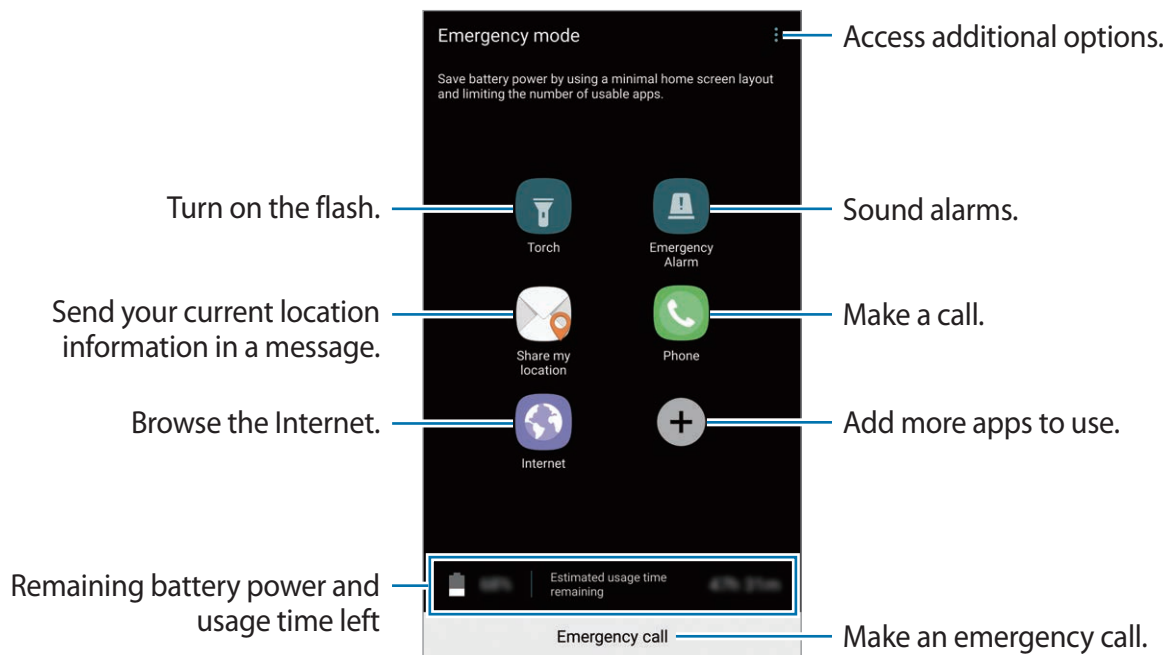 Emergency mode
Access additional options.
Save battery power by using a minimal home screen layout
and limiting the number of usable apps.
Turn on the flash.
Torch
Emergency
Alarm
Sound alarms.
Send your current location
information in a message.
Share my
location
Phone
Make a call.
Browse the Internet.
Internet
Add more apps to use.
Remaining battery power and
usage time left
Estimated usage time
remaining
Emergency call
Make an emergency call.